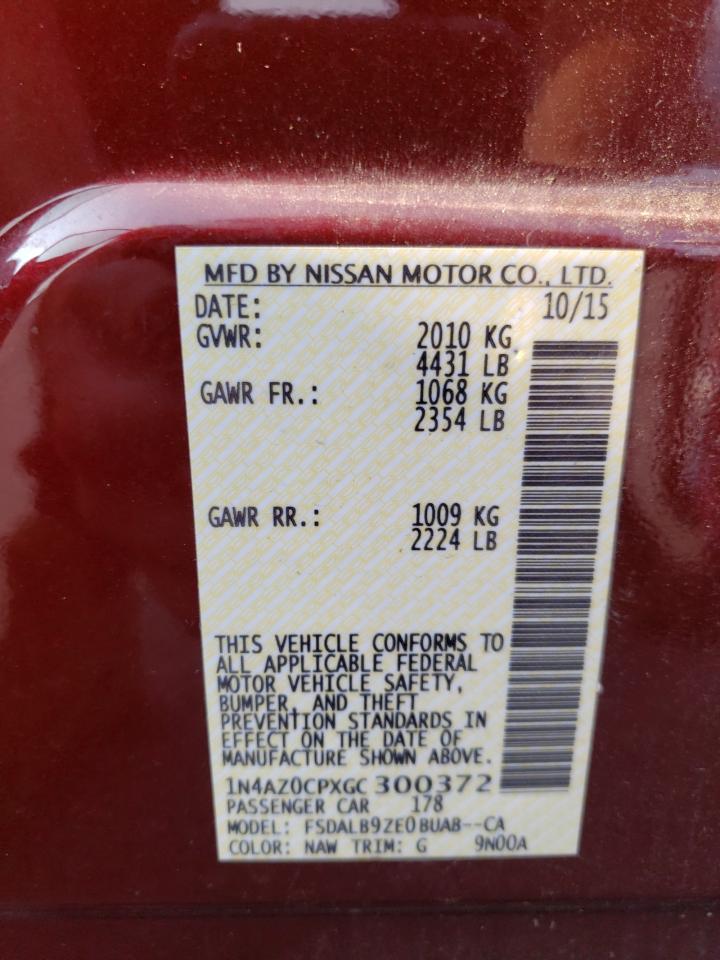 MFD BY NISSAN MOTOR CO., LTD.
DATE: 10/15
GVWR: 2010 KG
4431 LB
GAWR FR.: 1068 KG
2354 LB
GAWR RR.: 1009 KG
2224 LB
THIS VEHICLE CONFORMS TO
ALL APPLICABLE FEDERAL
MOTOR VEHICLE SAFETY,
BUMPER, AND THEFT
PREVENTION STANDARDS IN
EFFECT ON THE DATE OF
MANUFACTURE SHOWN ABOVE.
1N4AZ0CPXGC 300372
PASSENGER CAR 178
MODEL: FSDALB9ZE0BUAB--CA
COLOR: NAW TRIM: G 9N00A